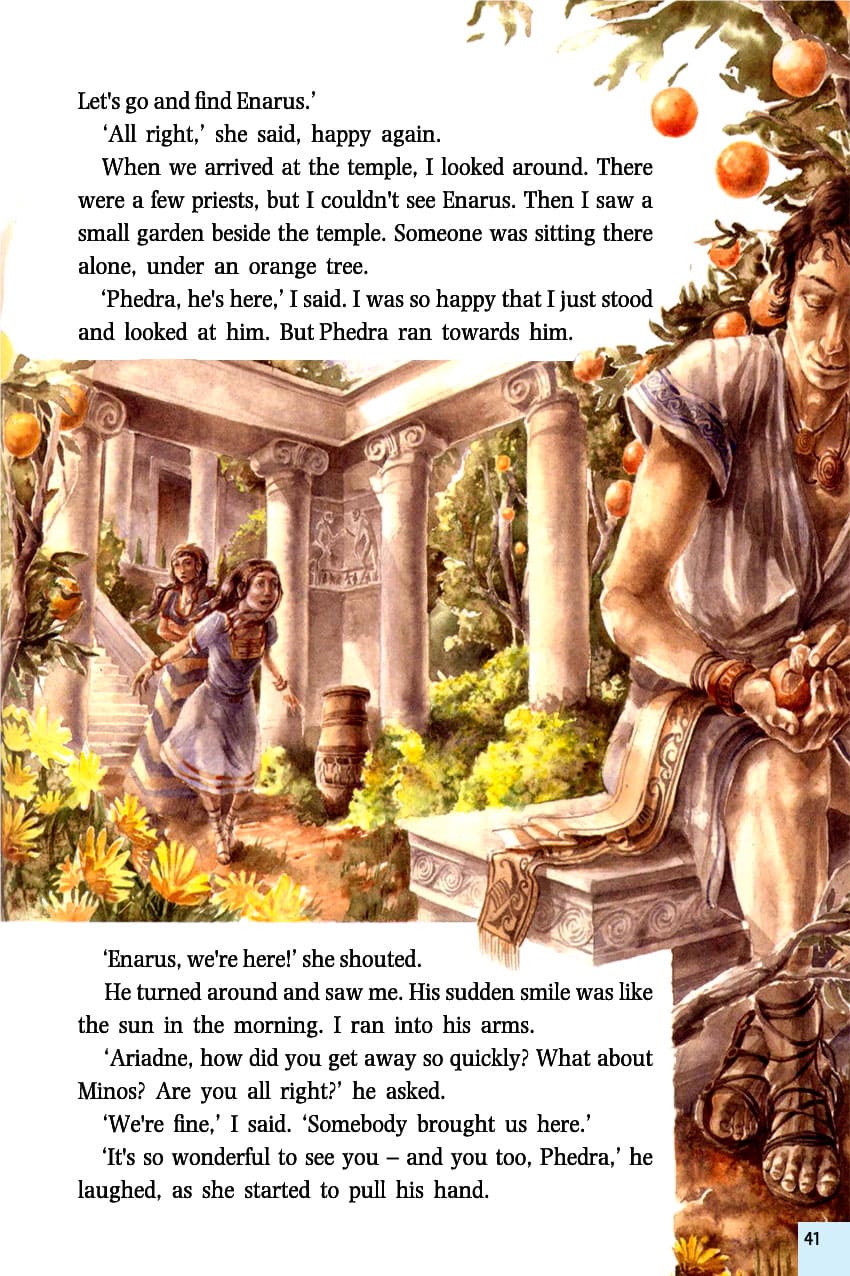 Let's go and find Enarus.’
‘All right,’ she said, happy again.
When we arrived at the temple, I looked around. There
were a few priests, but I couldn't see Enarus. Then I saw a
small garden beside the temple. Someone was sitting there
alone, under an orange tree.
‘Phedra, he's here,’ I said. I was so happy that I just stood
and looked at him. But Phedra ran towards him.
‘Enarus, we're here!’ she shouted.
He turned around and saw me. His sudden smile was like
the sun in the morning. I ran into his arms.
‘Ariadne, how did you get away so quickly? What about
Minos? Are you all right?’ he asked.
‘We're fine,’ I said. ‘Somebody brought us here.’
‘It's so wonderful to see you – and you too, Phedra,’ he
laughed, as she started to pull his hand.
41